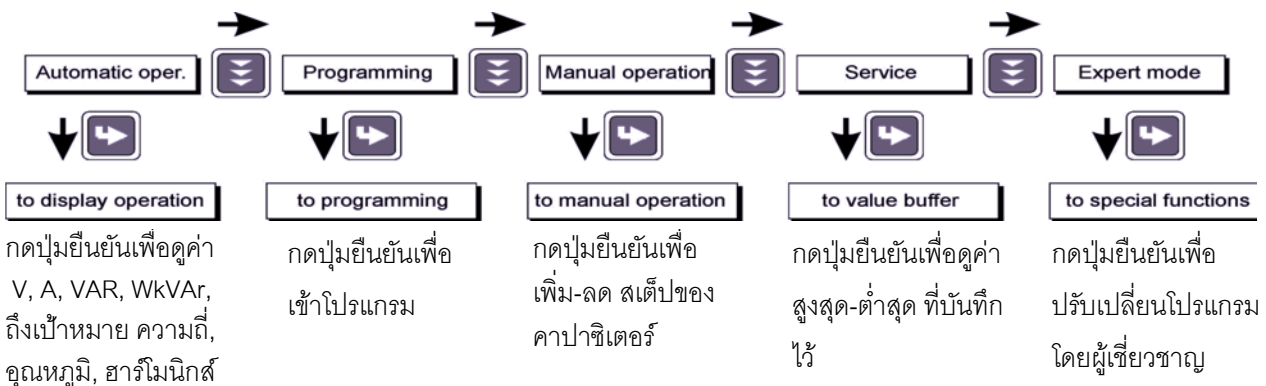 Automatic oper.
Programming
Manual operation
Service
Expert mode
to display operation
to programming
to manual operation
to value buffer
to special functions
กดปุ่มยืนยันเพื่อดูค่า
V, A, VAR, WkVAr,
ถึงเป้าหมาย ความถี่,
อุณหภูมิ, ฮาร์โมนิกส์
กดปุ่มยืนยันเพื่อ
เข้าโปรแกรม
กดปุ่มยืนยันเพื่อ
เพิ่ม-ลด สเต็ปของ
คาปาซิเตอร์
กดปุ่มยืนยันเพื่อดูค่า
สูงสุด-ต่ำสุด ที่บันทึก
ไว้
กดปุ่มยืนยันเพื่อ
ปรับเปลี่ยนโปรแกรม
โดยผู้เชี่ยวชาญ